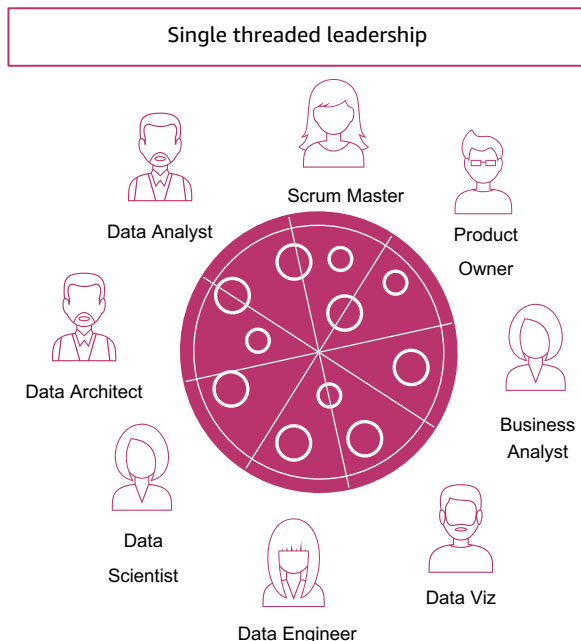 Single threaded leadership
Scrum Master
Data Analyst
Product
Owner
Data Architect
Business
Analyst
Data
Scientist
Data Viz
Data Engineer